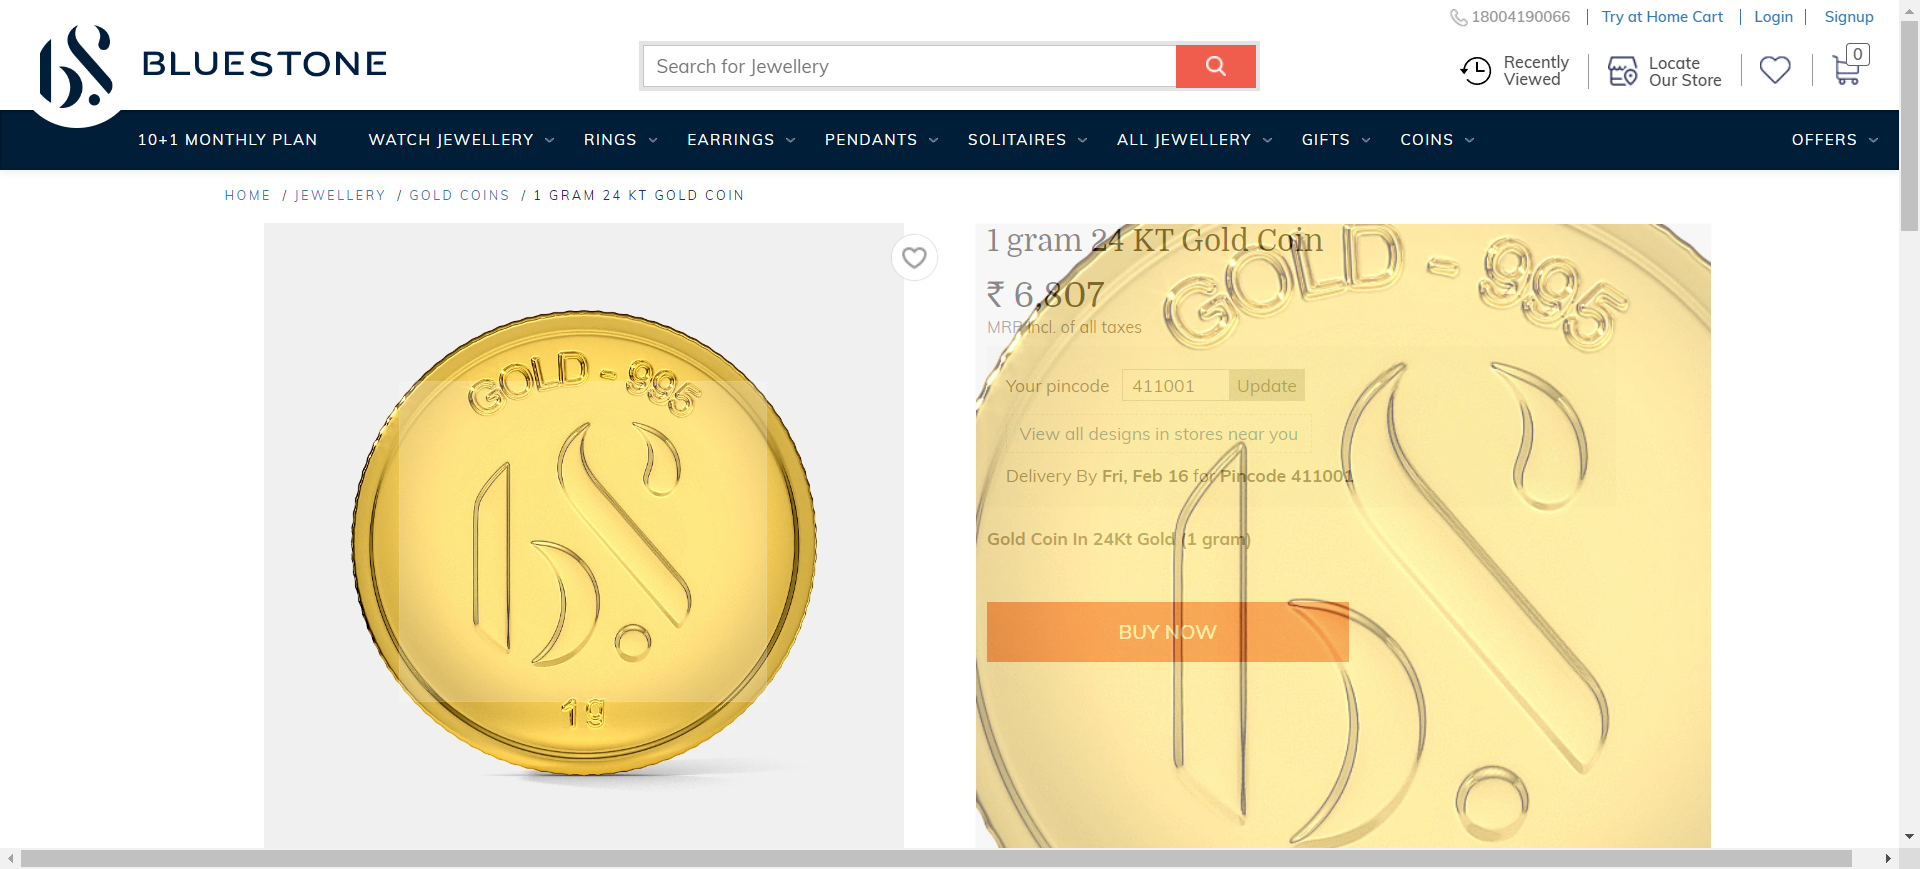 18004190066
Try at Home Cart
Login
Signup
BLUESTONE
Search for Jewellery
Recently
Viewed
Locate
Our Store
0
10+1 MONTHLY PLAN
WATCH JEWELLERY
RINGS
EARRINGS
PENDANTS
SOLITAIRES
ALL JEWELLERY
GIFTS
COINS
OFFERS
HOME / JEWELLERY / GOLD COINS / 1 GRAM 24 KT GOLD COIN
GOLD - 995
1g
1 gram 24 KT Gold Coin
₹ 6,807
MRP Incl. of all taxes
Your pincode 411001 Update
View all designs in stores near you
Delivery By Fri, Feb 16 for Pincode 411001
Gold Coin In 24Kt Gold (1 gram)
BUY NOW
GOLD - 995